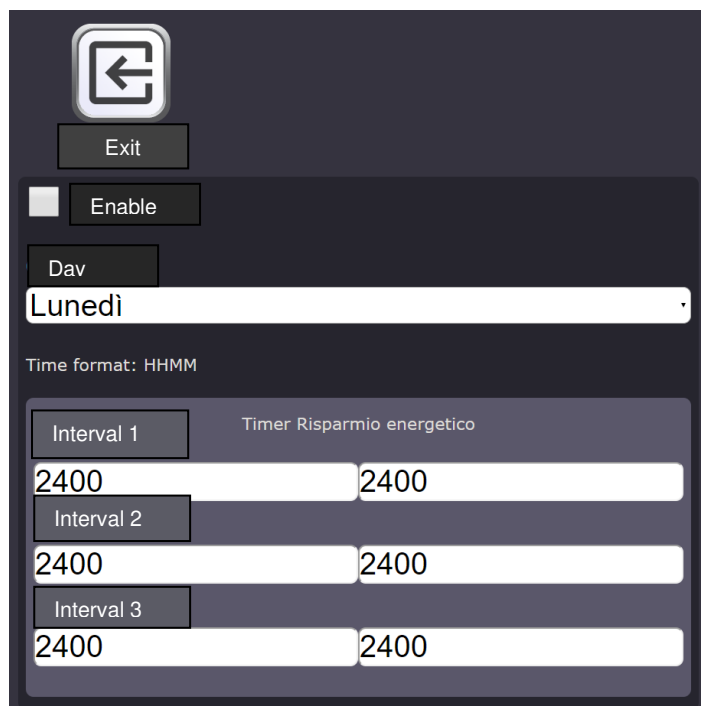 Exit
Enable
Dav
Lunedì
Time format: HHMM
Interval 1 Timer Risparmio energetico
2400 2400
Interval 2
2400 2400
Interval 3
2400 2400